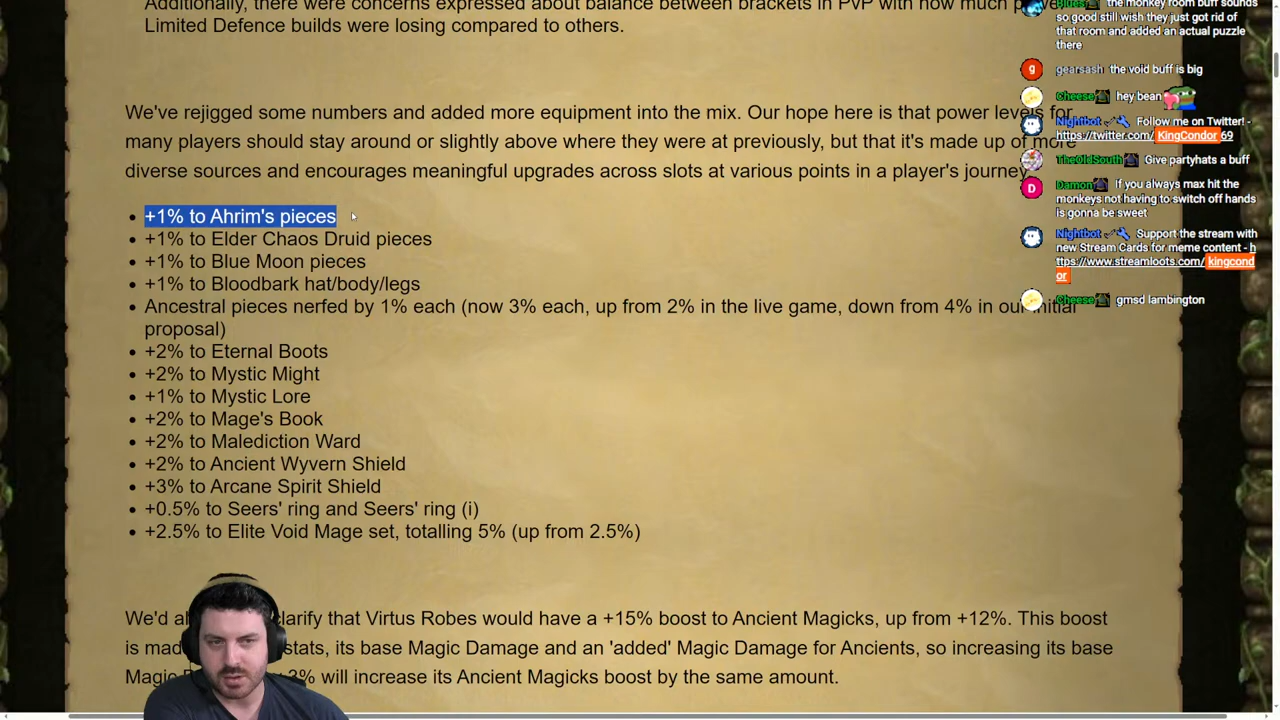 Additionally, there were concerns expressed about balance between brackets in PvP with how much
Limited Defence builds were losing compared to others.
We've rejigged some numbers and added more equipment into the mix. Our hope here is that power levels for
many players should stay around or slightly above where they were at previously, but that it's made up of more
diverse sources and encourages meaningful upgrades across slots at various points in a player's journey.
+1% to Ahrim's pieces
+1% to Elder Chaos Druid pieces
+1% to Blue Moon pieces
+1% to Bloodbark hat/body/legs
Ancestral pieces nerfed by 1% each (now 3% each, up from 2% in the live game, down from 4% in our initial
proposal)
+2% to Eternal Boots
+2% to Mystic Might
+1% to Mystic Lore
+2% to Mage's Book
+2% to Malediction Ward
+2% to Ancient Wyvern Shield
+3% to Arcane Spirit Shield
+0.5% to Seers' ring and Seers' ring (i)
+2.5% to Elite Void Mage set, totalling 5% (up from 2.5%)
We'd clarify that Virtus Robes would have a +15% boost to Ancient Magicks, up from +12%. This boost
is stats, its base Magic Damage and an 'added' Magic Damage for Ancients, so increasing its base
Magic 3% will increase its Ancient Magicks boost by the same amount.
the monkey room buff sounds
so good still wish they just got rid of
that room and added an actual puzzle
there
gearsash the void buff is big
Cheese hey bean
Nightbot Follow me on Twitter! -
https://twitter.com/KingCondor69
TheOldSouth Give partyhats a buff
Damon If you always max hit the
monkeys not having to switch off hands
is gonna be sweet
Nightbot Support the stream with
new Stream Cards for meme content - h
ttps://www.streamloots.com/kingcond
or
Cheese gmsd lambington